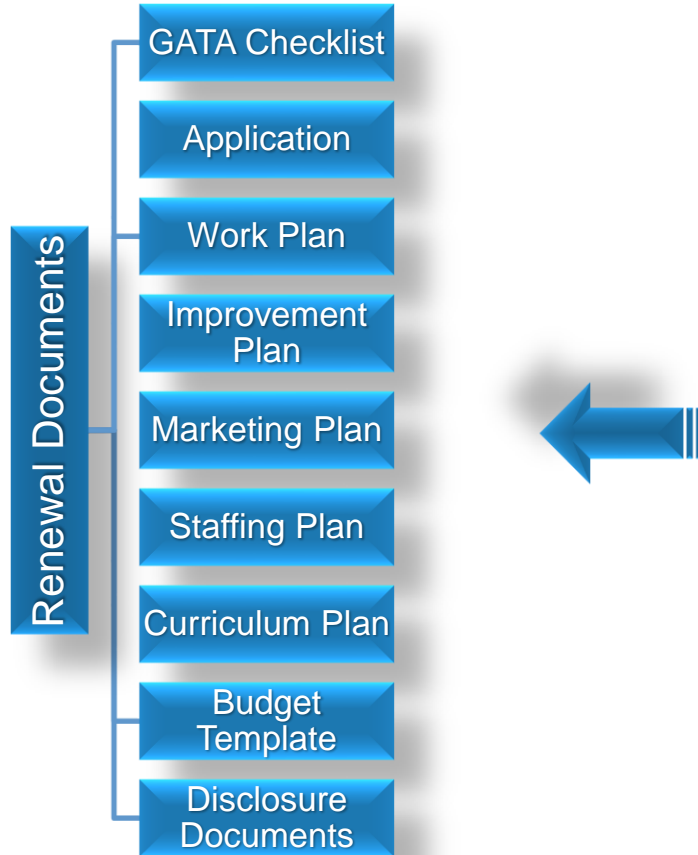 Renewal Documents
GATA Checklist
Application
Work Plan
Improvement
Plan
Marketing Plan
Staffing Plan
Curriculum Plan
Budget
Template
Disclosure
Documents